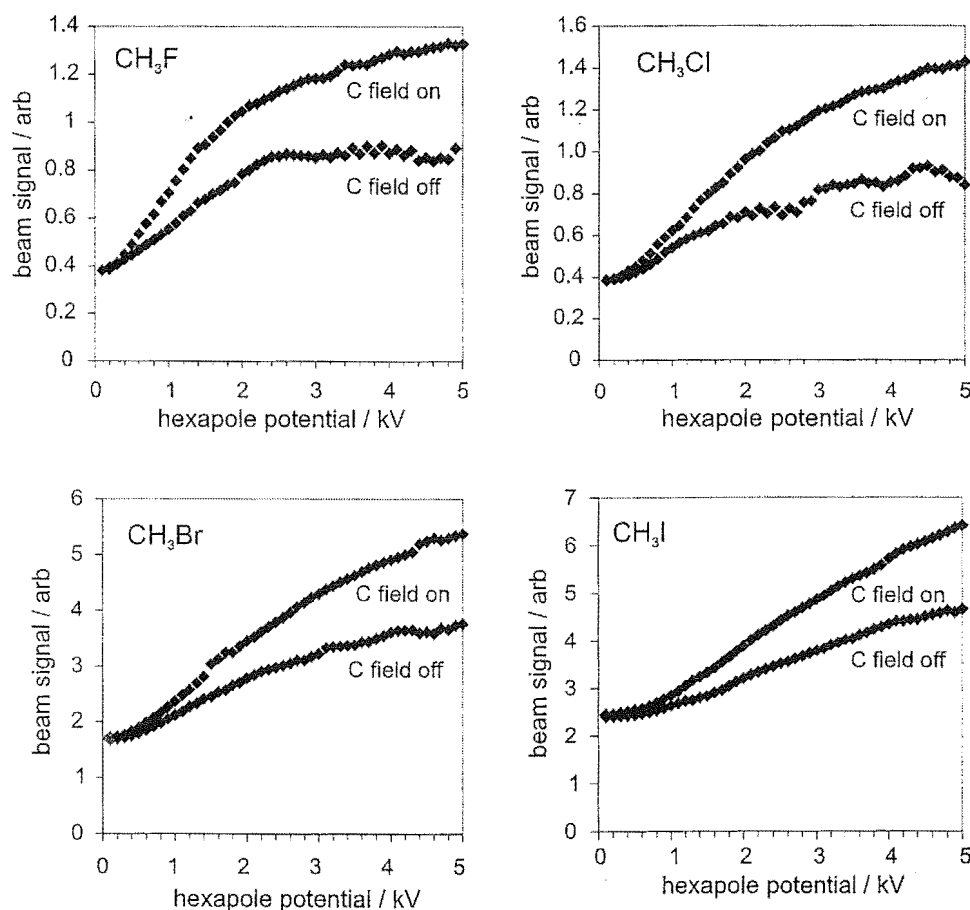 CH₃F
1.4
1.2
1
0.8
0.6
0.4
0.2
0
beam signal / arb
C field on
C field off
0 1 2 3 4 5
hexapole potential / kV
CH₃Cl
1.6
1.4
1.2
1.0
0.8
0.6
0.4
0.2
0
beam signal / arb
C field on
C field off
0 1 2 3 4 5
hexapole potential / kV
CH₃Br
6
5
4
3
2
1
0
beam signal / arb
C field on
C field off
0 1 2 3 4 5
hexapole potential / kV
CH₃I
7
6
5
4
3
2
1
0
beam signal / arb
C field on
C field off
0 1 2 3 4 5
hexapole potential / kV